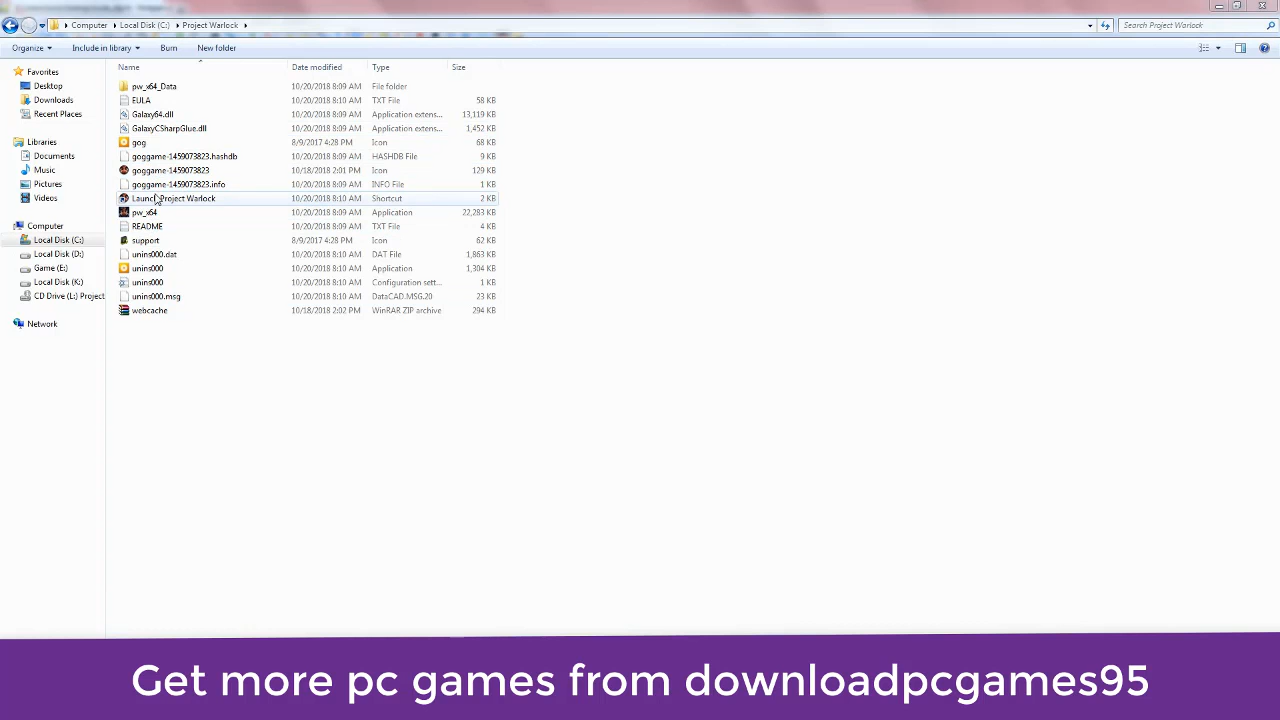 Computer Local Disk (C:) Project Warlock Search Project Warlock
Organize Include in library Burn New folder
Name Date modified Type Size
Favorites
Desktop
Downloads
Recent Places
Libraries
Documents
Music
Pictures
Videos
Computer
Local Disk (C:)
Local Disk (D:)
Game (E:)
Local Disk (K:)
CD Drive (L:) Project
Network
pw_x64_Data 10/20/2018 8:09 AM File folder
EULA 10/20/2018 8:10 AM TXT File 58 KB
Galaxy64.dll 10/20/2018 8:09 AM Application extens... 13,119 KB
GalaxyCSharpGlue.dll 10/20/2018 8:09 AM Application extens... 1,452 KB
gog 8/9/2017 4:28 PM Icon 68 KB
goggame-1459073823.hashdb 10/20/2018 8:09 AM HASHDB File 9 KB
goggame-1459073823 10/18/2018 2:01 PM Icon 129 KB
goggame-1459073823.info 10/20/2018 8:09 AM INFO File 1 KB
Launch Project Warlock 10/20/2018 8:10 AM Shortcut 2 KB
pw_x64 10/20/2018 8:09 AM Application 22,283 KB
README 10/20/2018 8:09 AM TXT File 4 KB
support 8/9/2017 4:28 PM Icon 62 KB
unins000.dat 10/20/2018 8:10 AM DAT File 1,863 KB
unins000 10/20/2018 8:10 AM Application 1,304 KB
unins000 10/20/2018 8:10 AM Configuration sett... 1 KB
unins000.msg 10/20/2018 8:10 AM DataCAD.MSG.20 23 KB
webcache 10/18/2018 2:02 PM WinRAR ZIP archive 294 KB
Get more pc games from downloadpcgames95